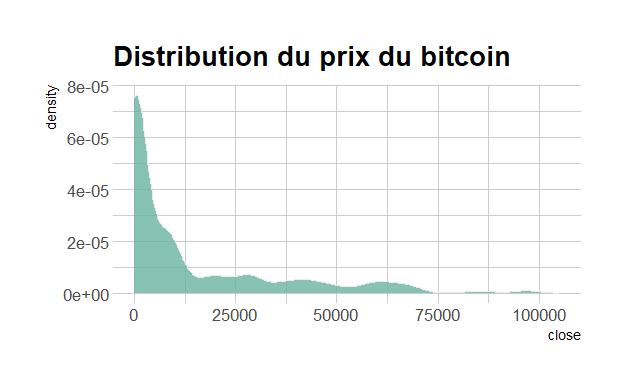 Distribution du prix du bitcoin
density
8e-05
6e-05
4e-05
2e-05
0e+00
0 25000 50000 75000 100000
close